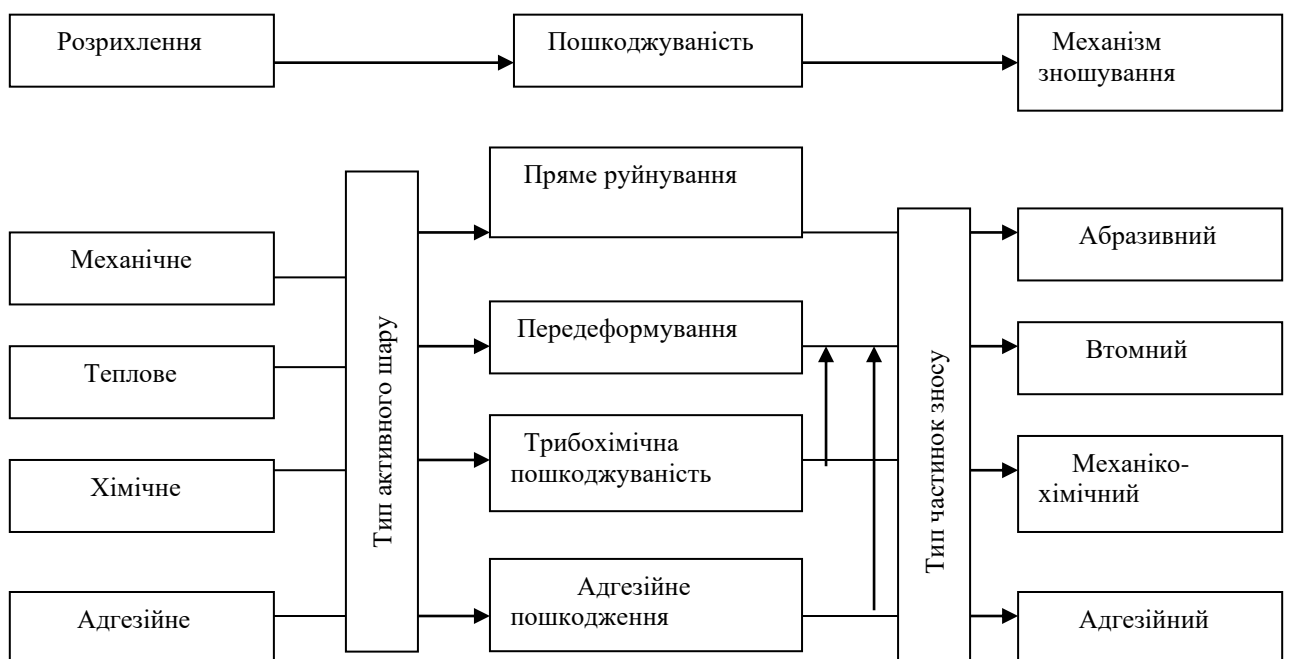 Розрихлення
Пошкоджуваність
Механізм
зношування
Механічне
Теплове
Хімічне
Адгезійне
Тип активного шару
Пряме руйнування
Передеформування
Трибохімічна
пошкоджуваність
Адгезійне
пошкодження
Тип частинок зносу
Абразивний
Втомний
Механіко-
хімічний
Адгезійний